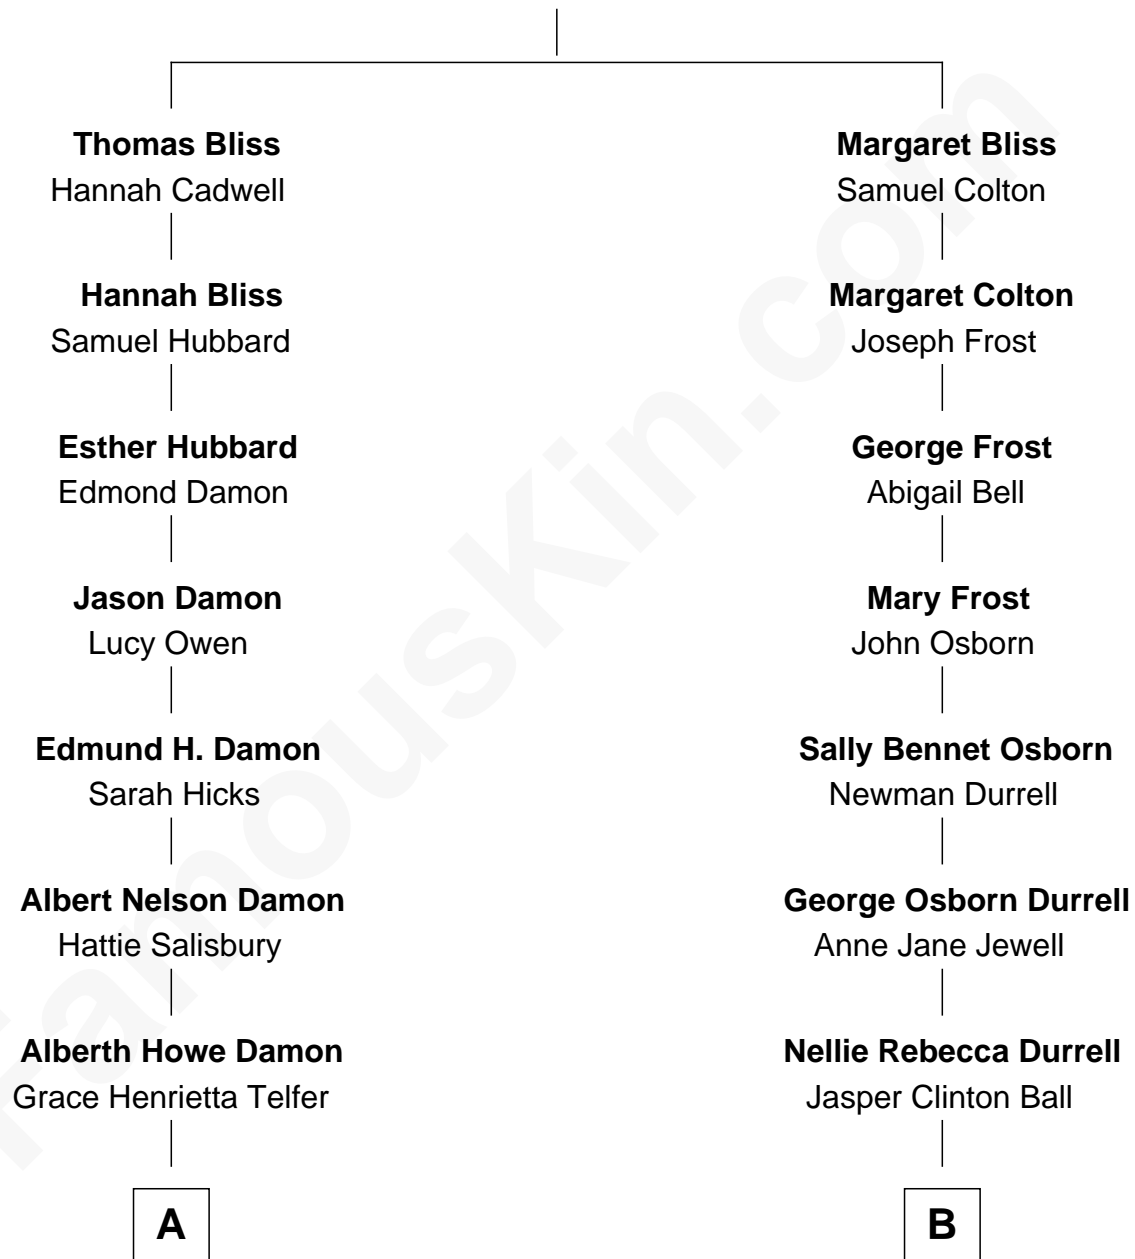 Thomas Bliss
Hannah Cadwell
Hannah Bliss
Samuel Hubbard
Esther Hubbard
Edmond Damon
Jason Damon
Lucy Owen
Edmund H. Damon
Sarah Hicks
Albert Nelson Damon
Hattie Salisbury
Alberth Howe Damon
Grace Henrietta Telfer
A
Margaret Bliss
Samuel Colton
Margaret Colton
Joseph Frost
George Frost
Abigail Bell
Mary Frost
John Osborn
Sally Bennet Osborn
Newman Durrell
George Osborn Durrell
Anne Jane Jewell
Nellie Rebecca Durrell
Jasper Clinton Ball
B
FamousKin.com